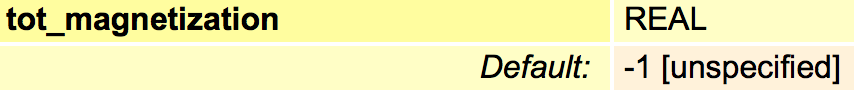 tot_magnetization REAL
Default: -1 [unspecified]